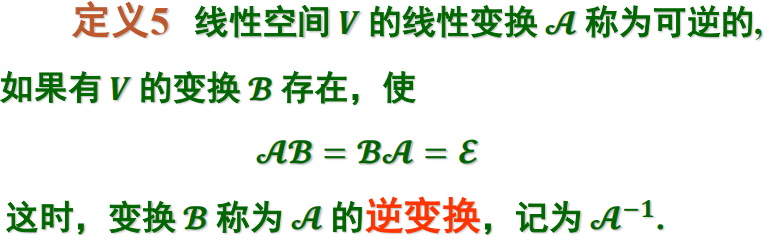 定义5 线性空间 𝑽 的线性变换 𝓐 称为可逆的,
如果有 𝑽 的变换 𝓑 存在，使
𝓐𝓑 = 𝓑𝓐 = 𝓔
这时，变换 𝓑 称为 𝓐 的逆变换，记为 𝓐⁻¹.